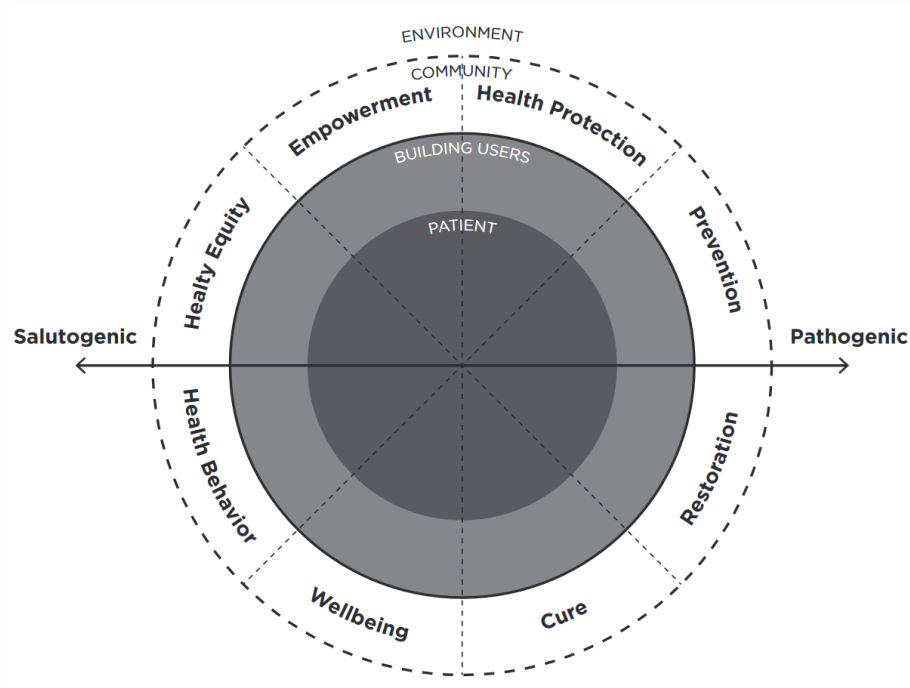 ENVIRONMENT
COMMUNITY
Empowerment
Health Protection
BUILDING USERS
PATIENT
Healty Equity
Prevention
Salutogenic
Pathogenic
Health Behavior
Restoration
Wellbeing
Cure